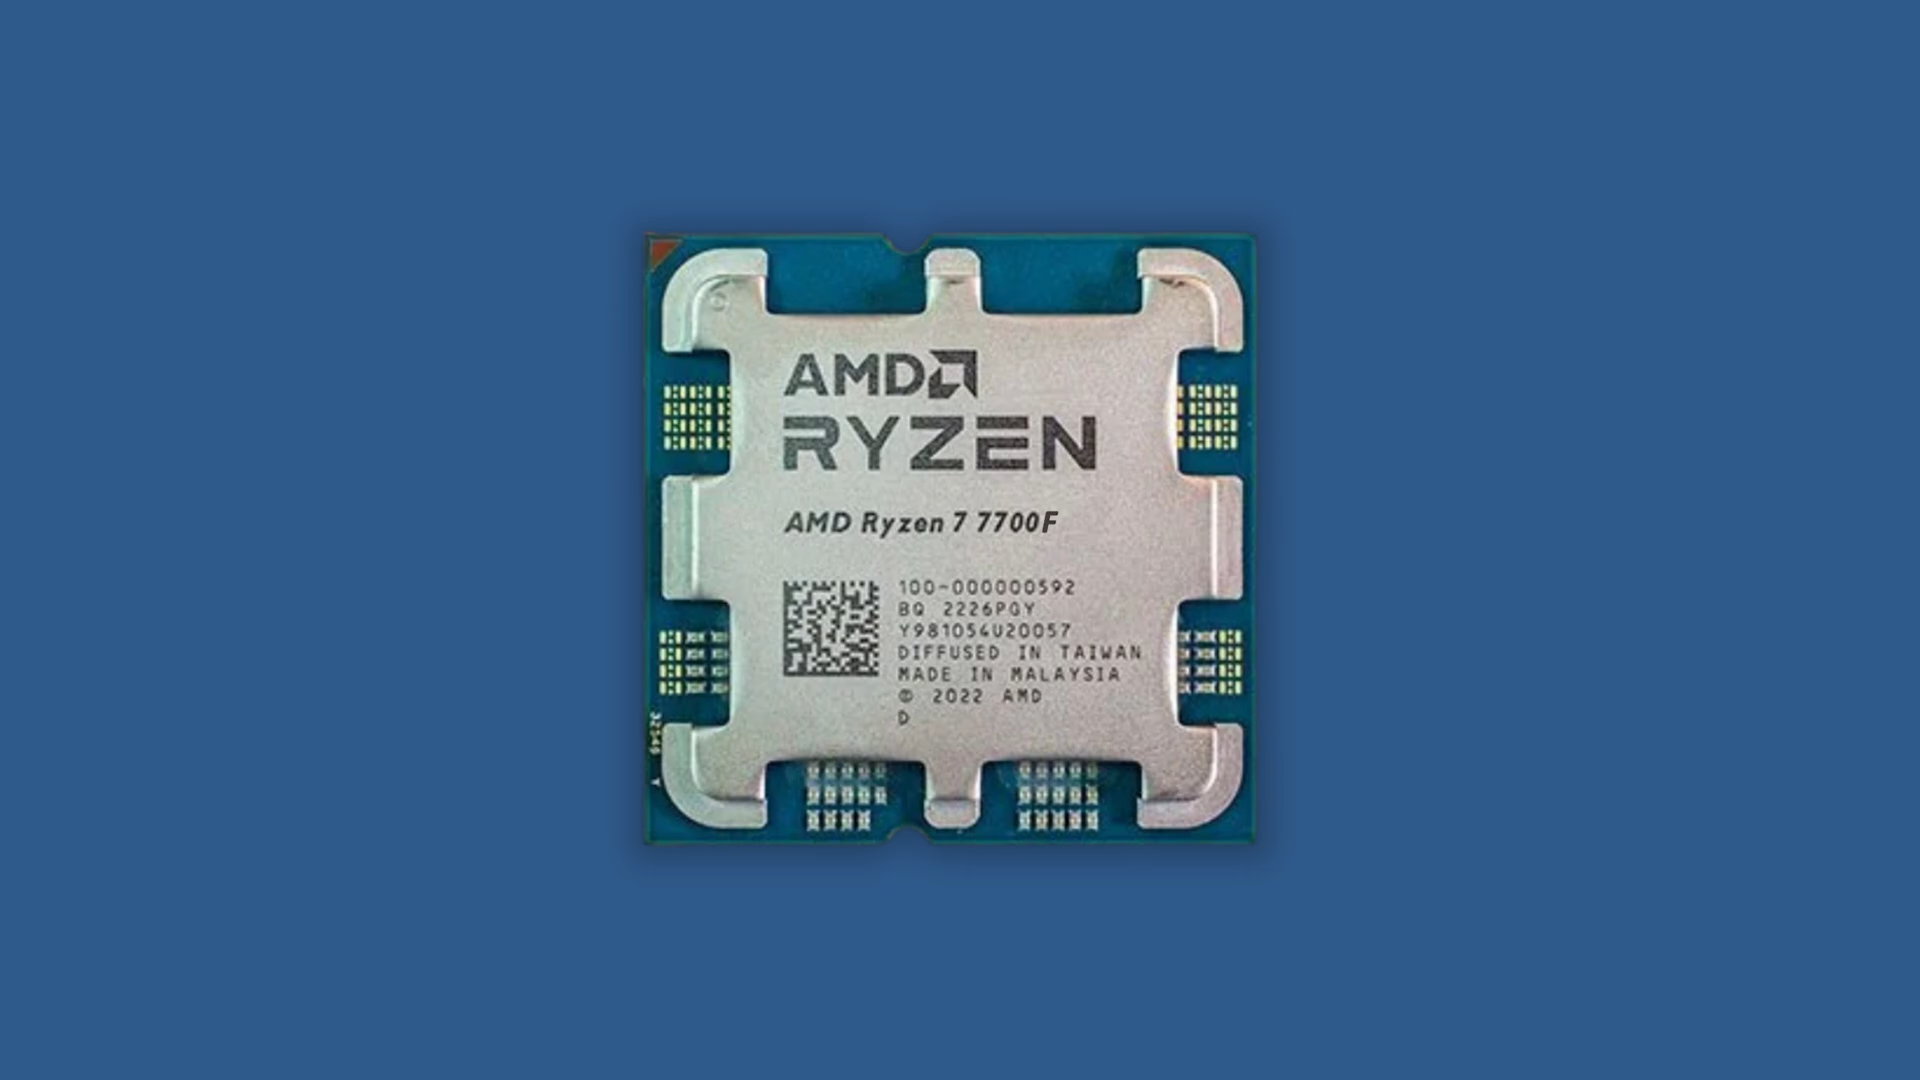 AMD
RYZEN
AMD Ryzen 7 7700F
100-000000592
BQ 2226PGY
Y981054U20057
DIFFUSED IN TAIWAN
MADE IN MALAYSIA
© 2022 AMD
D